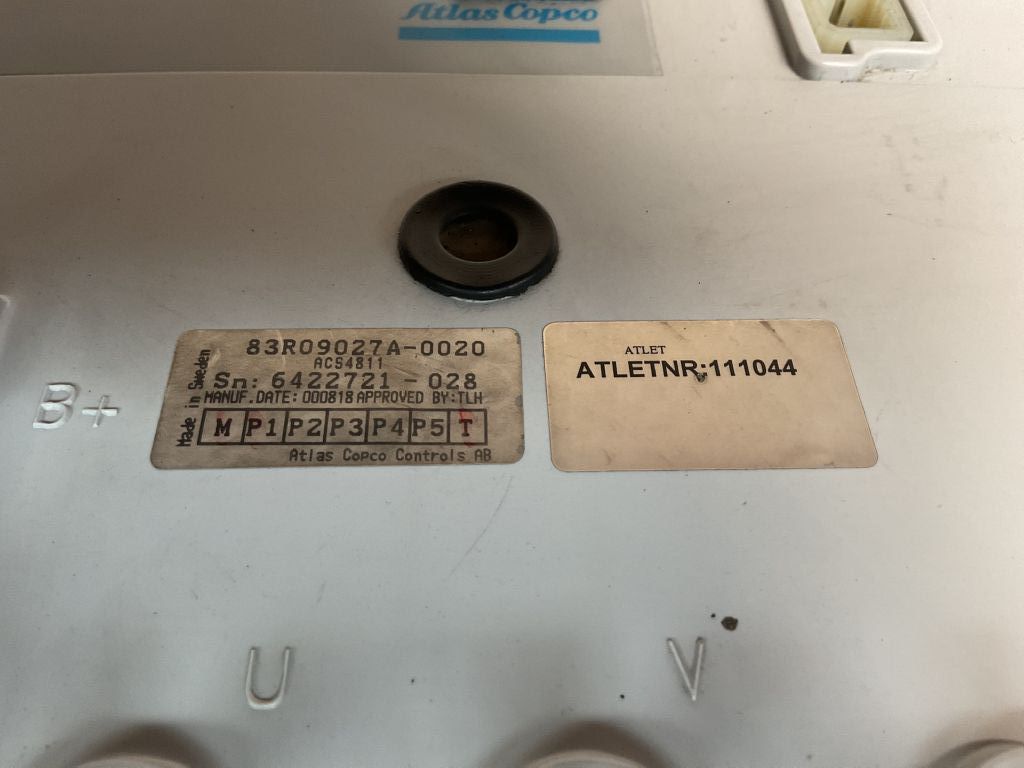 Atlas Copco
83R09027A-0020
ACS4811
Sn: 6422721-028
MANUF.DATE:000818 APPROVED BY:TLH
M P1 P2 P3 P4 P5 T
Atlas Copco Controls AB
Made in Sweden
ATLET
ATLETNR:111044
B+
U
V